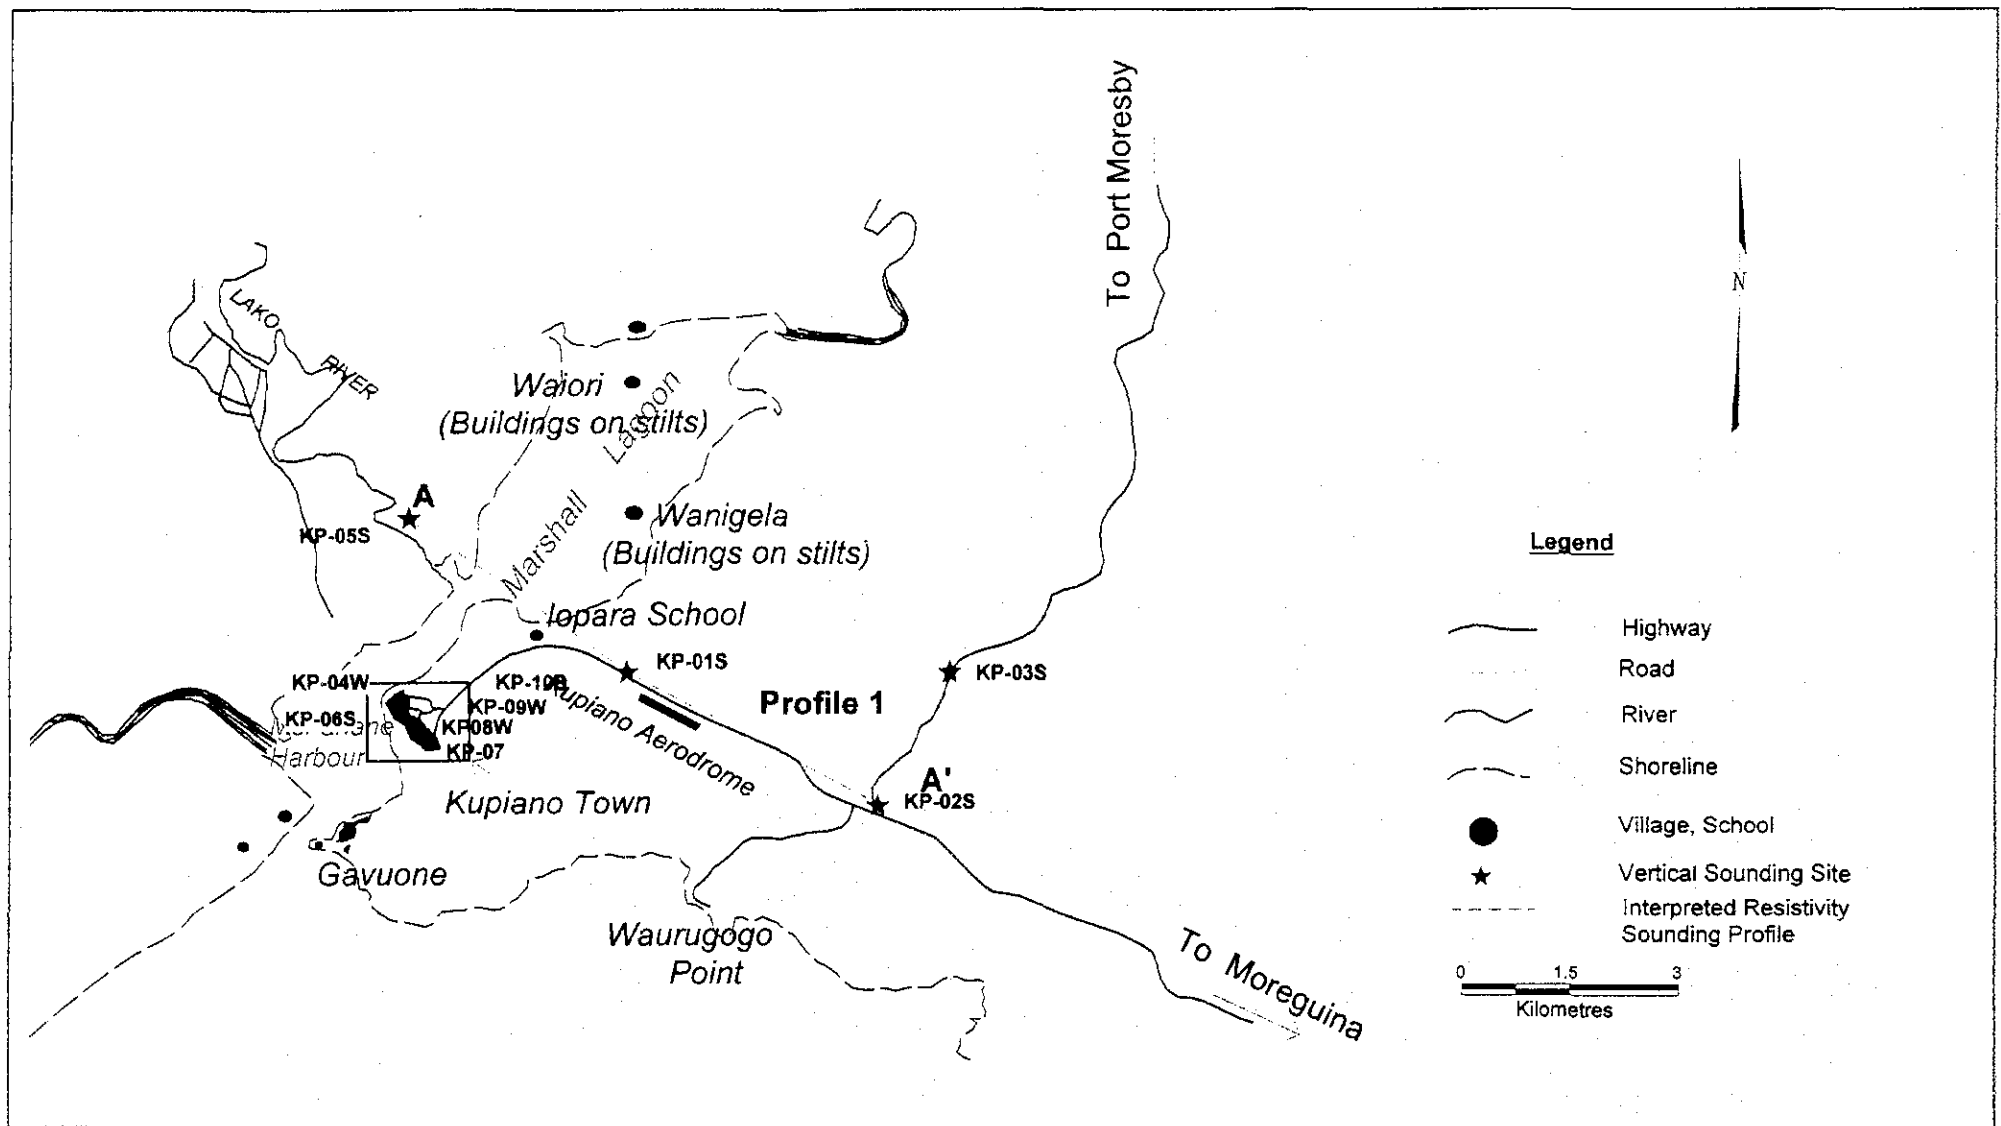 To Port Moresby
N
LAKO
RIVER
Waiori
(Buildings on stilts)
Lagoon
A
KP-05S
Wanigela
(Buildings on stilts)
Marshall
Iopara School
KP-01S
KP-03S
KP-04W
KP-10B
KP-09W
Profile 1
KP-06S
KP08W
Harbour
KP-07
Kupiano Aerodrome
A'
KP-02S
Kupiano Town
Gavuone
Waurugogo
Point
To Moreguina
Legend
Highway
Road
River
Shoreline
Village, School
Vertical Sounding Site
Interpreted Resistivity
Sounding Profile
0 1.5 3
Kilometres